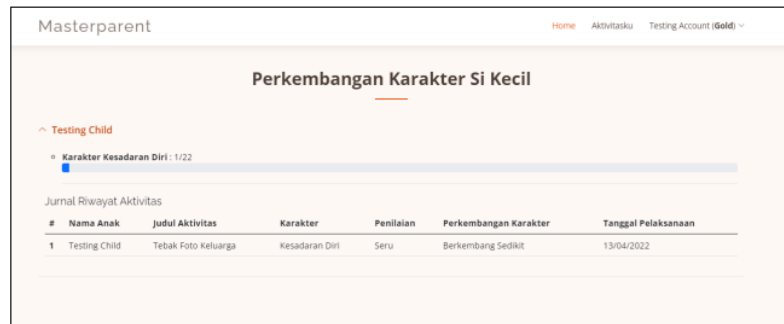 Masterparent
Home Aktivitasku Testing Account (Gold)
Perkembangan Karakter Si Kecil
Testing Child
Karakter Kesadaran Diri : 1/22
Jurnal Riwayat Aktivitas
# Nama Anak Judul Aktivitas Karakter Penilaian Perkembangan Karakter Tanggal Pelaksanaan
1 Testing Child Tebak Foto Keluarga Kesadaran Diri Seru Berkembang Sedikit 13/04/2022